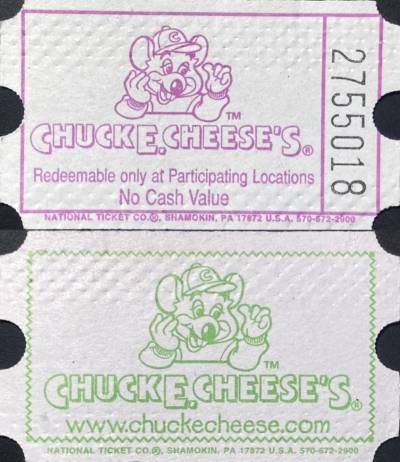 C
TM
CHUCK E. CHEESE'S®
Redeemable only at Participating Locations
No Cash Value
2755018
NATIONAL TICKET CO.®, SHAMOKIN, PA 17872 U.S.A. 570-672-2900
C
TM
CHUCK E. CHEESE'S®
www.chuckecheese.com
NATIONAL TICKET CO.®, SHAMOKIN, PA 17872 U.S.A. 570-672-2900